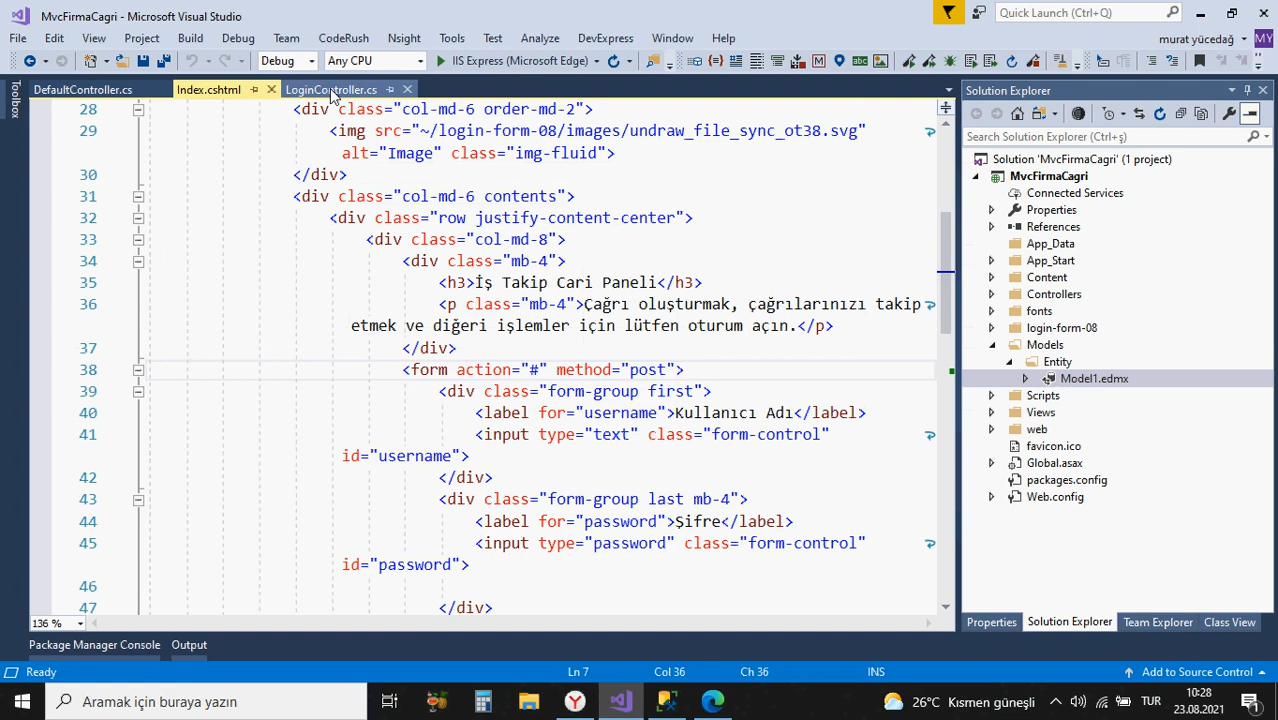 MvcFirmaCagri - Microsoft Visual Studio
Quick Launch (Ctrl+Q)
File Edit View Project Build Debug Team CodeRush Nsight Tools Test Analyze DevExpress Window Help
murat yücedağ MY
Debug Any CPU IIS Express (Microsoft Edge)
Toolbox
DefaultController.cs Index.cshtml LoginController.cs
28 <div class="col-md-6 order-md-2">
29 <img src="~/login-form-08/images/undraw_file_sync_ot38.svg"
alt="Image" class="img-fluid">
30 </div>
31 <div class="col-md-6 contents">
32 <div class="row justify-content-center">
33 <div class="col-md-8">
34 <div class="mb-4">
35 <h3>İş Takip Cari Paneli</h3>
36 <p class="mb-4">Çağrı oluşturmak, çağrılarınızı takip
etmek ve diğeri işlemler için lütfen oturum açın.</p>
37 </div>
38 <form action="#" method="post">
39 <div class="form-group first">
40 <label for="username">Kullanıcı Adı</label>
41 <input type="text" class="form-control"
id="username">
42 </div>
43 <div class="form-group last mb-4">
44 <label for="password">Şifre</label>
45 <input type="password" class="form-control"
id="password">
46
47 </div>
136 %
Solution Explorer
Search Solution Explorer (Ctrl+ş)
Solution 'MvcFirmaCagri' (1 project)
MvcFirmaCagri
Connected Services
Properties
References
App_Data
App_Start
Content
Controllers
fonts
login-form-08
Models
Entity
Model1.edmx
Scripts
Views
web
favicon.ico
Global.asax
packages.config
Web.config
Properties Solution Explorer Team Explorer Class View
Package Manager Console Output
Ready Ln 7 Col 36 Ch 36 INS Add to Source Control
Aramak için buraya yazın
26°C Kısmen güneşli TUR 10:28
23.08.2021
1